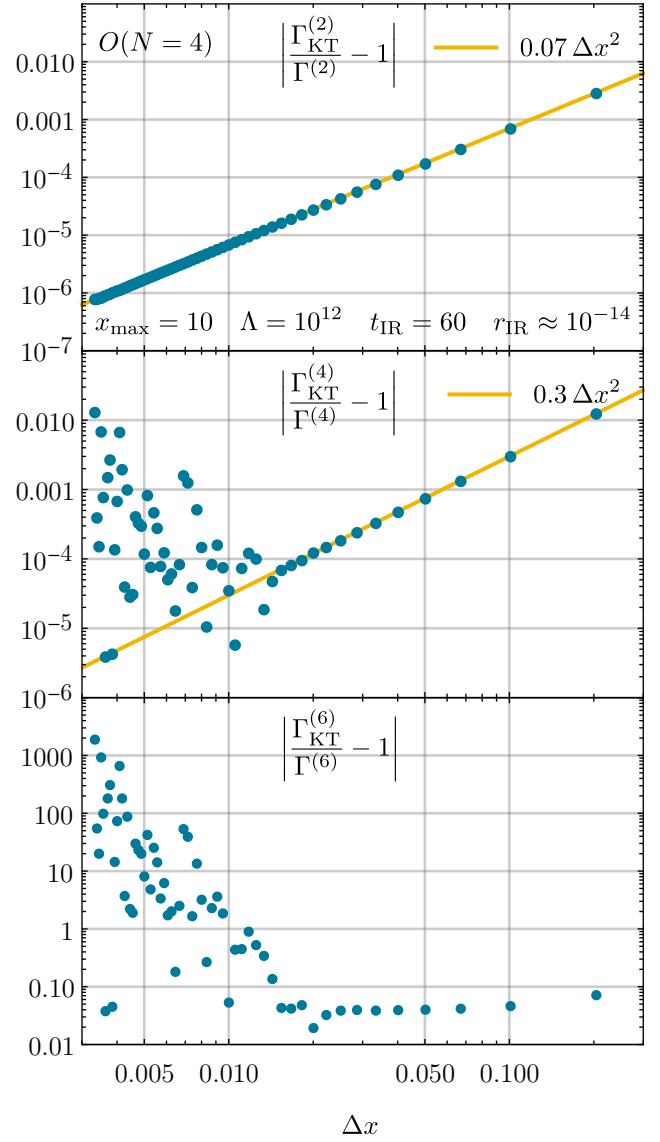 O(N = 4) |Γ_KT^(2)/Γ^(2) − 1| 0.07 Δx²
0.010
0.001
10⁻⁴
10⁻⁵
10⁻⁶
x_max = 10 Λ = 10¹² t_IR = 60 r_IR ≈ 10⁻¹⁴
10⁻⁷
|Γ_KT^(4)/Γ^(4) − 1| 0.3 Δx²
0.010
0.001
10⁻⁴
10⁻⁵
10⁻⁶
|Γ_KT^(6)/Γ^(6) − 1|
1000
100
10
1
0.10
0.01
0.005 0.010 0.050 0.100
Δx